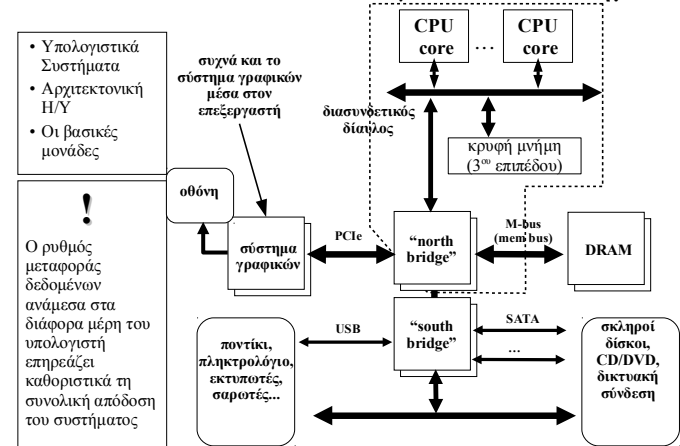 • Υπολογιστικά
Συστήματα
• Αρχιτεκτονική
Η/Υ
• Οι βασικές
μονάδες
!
Ο ρυθμός
μεταφοράς
δεδομένων
ανάμεσα στα
διάφορα μέρη του
υπολογιστή
επηρεάζει
καθοριστικά τη
συνολική απόδοση
του συστήματος
συχνά και το
σύστημα γραφικών
μέσα στον
επεξεργαστή
CPU
core
...
CPU
core
διασυνδετικός
δίαυλος
κρυφή μνήμη
(3ου επιπέδου)
οθόνη
σύστημα
γραφικών
PCIe
“north
bridge”
M-bus
(mem bus)
DRAM
ποντίκι,
πληκτρολόγιο,
εκτυπωτές,
σαρωτές...
USB
“south
bridge”
SATA
...
σκληροί
δίσκοι,
CD/DVD,
δικτυακή
σύνδεση